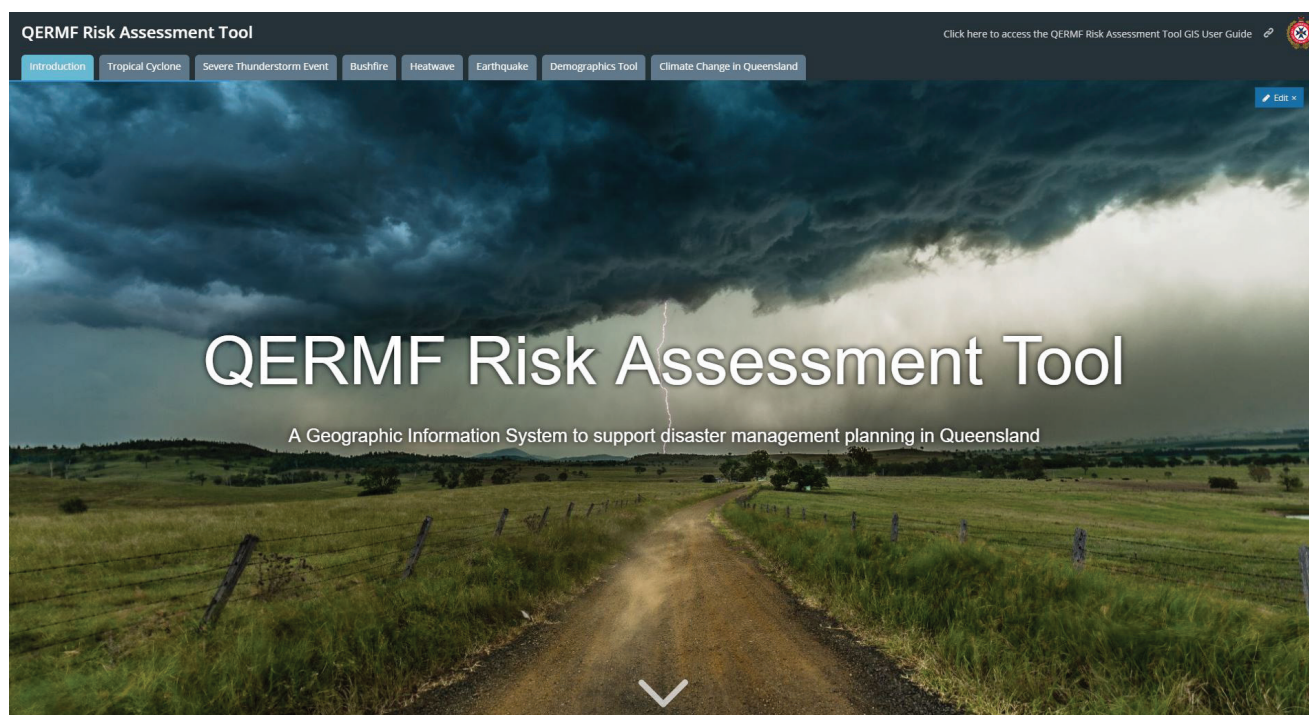 QERMF Risk Assessment Tool
Click here to access the QERMF Risk Assessment Tool GIS User Guide
Introduction
Tropical Cyclone
Severe Thunderstorm Event
Bushfire
Heatwave
Earthquake
Demographics Tool
Climate Change in Queensland
Edit ×
QERMF Risk Assessment Tool
A Geographic Information System to support disaster management planning in Queensland